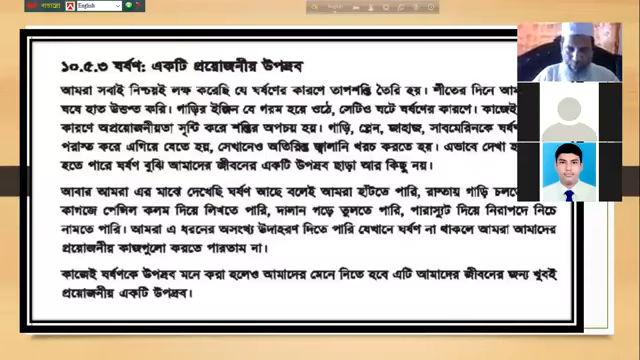 English
১০.৫.৩ ঘর্ষণ: একটি প্রয়োজনীয় উপদ্রব
আমরা সবাই নিশ্চয়ই লক্ষ করেছি যে ঘর্ষণের কারণে তাপশক্তি তৈরি হয়। শীতের দিনে
ঘষে হাত উত্তপ্ত করি। গাড়ির ইঞ্জিন যে গরম হয়ে ওঠে, সেটিও ঘটে ঘর্ষণের কারণে। কাজেই
কারণে অপ্রয়োজনীয়তা সৃষ্টি করে শক্তির অপচয় হয়। গাড়ি, প্লেন, জাহাজ, সাবমেরিনকে
পরাস্ত করে এগিয়ে যেতে হয়, সেখানেও অতিরিক্ত জ্বালানি খরচ করতে হয়। এভাবে দেখা
হতে পারে ঘর্ষণ বুঝি আমাদের জীবনের একটি উপদ্রব ছাড়া আর কিছু নয়।
আবার আমরা এর মাঝে দেখেছি ঘর্ষণ আছে বলেই আমরা হাঁটতে পারি, রাস্তায় গাড়ি
কাগজে পেন্সিল কলম দিয়ে লিখতে পারি, দালান গড়ে তুলতে পারি, প্যারাস্যুট দিয়ে নিরাপদে নিচে
নামতে পারি। আমরা এ ধরনের অসংখ্য উদাহরণ দিতে পারি যেখানে ঘর্ষণ না থাকলে আমরা আমাদের
প্রয়োজনীয় কাজগুলো করতে পারতাম না।
কাজেই ঘর্ষণকে উপদ্রব মনে করা হলেও আমাদের মেনে নিতে হবে এটি আমাদের জীবনের জন্য খুবই
প্রয়োজনীয় একটি উপদ্রব।